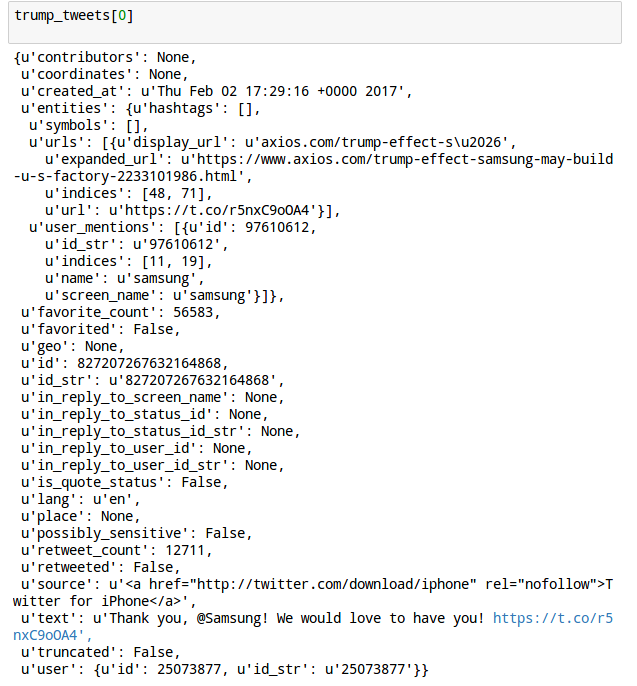 trump_tweets[0]
{u'contributors': None,
u'coordinates': None,
u'created_at': u'Thu Feb 02 17:29:16 +0000 2017',
u'entities': {u'hashtags': [],
u'symbols': [],
u'urls': [{u'display_url': u'axios.com/trump-effect-s\u2026',
u'expanded_url': u'https://www.axios.com/trump-effect-samsung-may-build
-u-s-factory-2233101986.html',
u'indices': [48, 71],
u'url': u'https://t.co/r5nxC9oOA4'}],
u'user_mentions': [{u'id': 97610612,
u'id_str': u'97610612',
u'indices': [11, 19],
u'name': u'samsung',
u'screen_name': u'samsung'}]},
u'favorite_count': 56583,
u'favorited': False,
u'geo': None,
u'id': 827207267632164868,
u'id_str': u'827207267632164868',
u'in_reply_to_screen_name': None,
u'in_reply_to_status_id': None,
u'in_reply_to_status_id_str': None,
u'in_reply_to_user_id': None,
u'in_reply_to_user_id_str': None,
u'is_quote_status': False,
u'lang': u'en',
u'place': None,
u'possibly_sensitive': False,
u'retweet_count': 12711,
u'retweeted': False,
u'source': u'<a href="http://twitter.com/download/iphone" rel="nofollow">T
witter for iPhone</a>',
u'text': u'Thank you, @Samsung! We would love to have you! https://t.co/r5
nxC9oOA4',
u'truncated': False,
u'user': {u'id': 25073877, u'id_str': u'25073877'}}